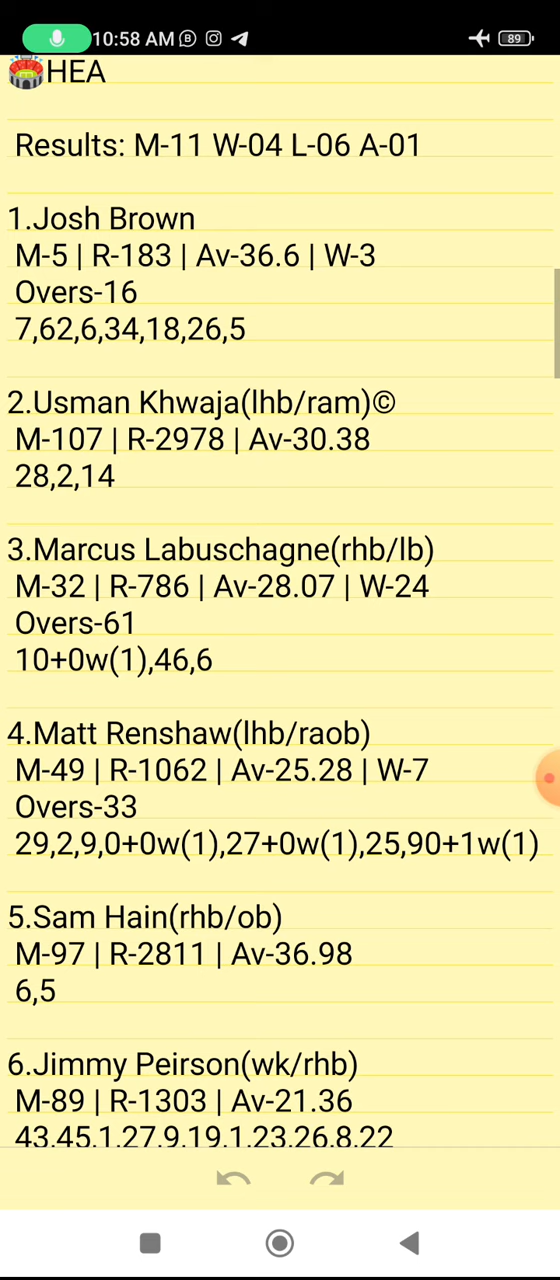 10:58 AM
89
HEA
Results: M-11 W-04 L-06 A-01
1.Josh Brown
M-5 | R-183 | Av-36.6 | W-3
Overs-16
7,62,6,34,18,26,5
2.Usman Khwaja(lhb/ram)©
M-107 | R-2978 | Av-30.38
28,2,14
3.Marcus Labuschagne(rhb/lb)
M-32 | R-786 | Av-28.07 | W-24
Overs-61
10+0w(1),46,6
4.Matt Renshaw(lhb/raob)
M-49 | R-1062 | Av-25.28 | W-7
Overs-33
29,2,9,0+0w(1),27+0w(1),25,90+1w(1)
5.Sam Hain(rhb/ob)
M-97 | R-2811 | Av-36.98
6,5
6.Jimmy Peirson(wk/rhb)
M-89 | R-1303 | Av-21.36
43,45,1,27,9,19,1,23,26,8,22